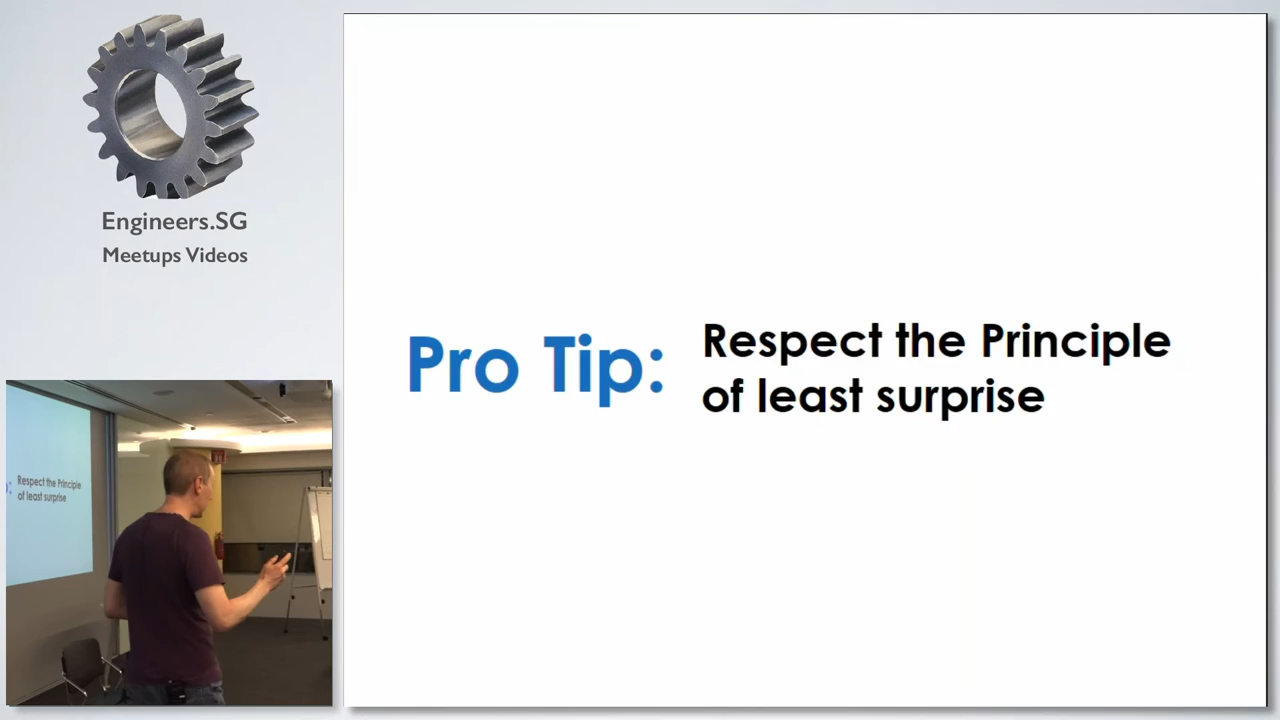 Engineers.SG
Meetups Videos
Pro Tip:
Respect the Principle
of least surprise
Respect the Principle
of least surprise